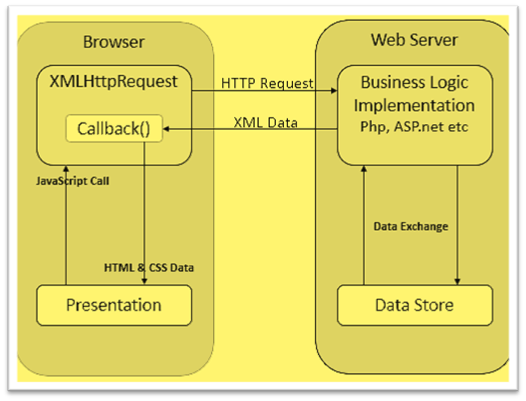 Browser
XMLHttpRequest
Callback()
JavaScript Call
HTML & CSS Data
Presentation
HTTP Request
XML Data
Web Server
Business Logic
Implementation
Php, ASP.net etc
Data Exchange
Data Store